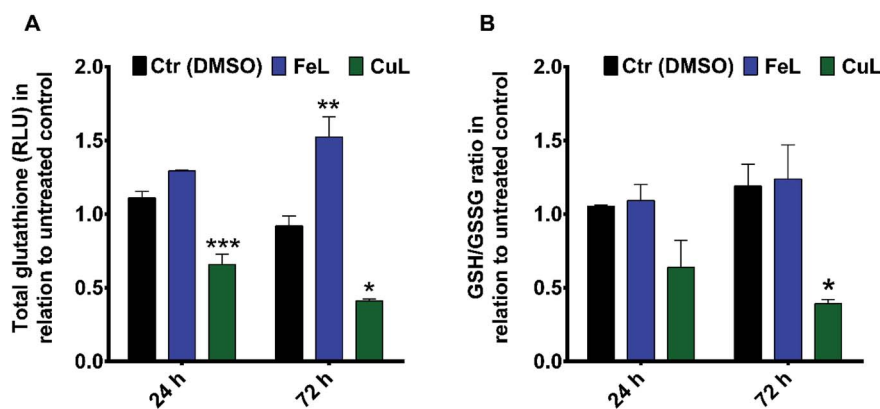 A
Total glutathione (RLU) in
relation to untreated control
2.0
1.5
1.0
0.5
0.0
Ctr (DMSO) FeL CuL
***
**
*
24 h
72 h
B
GSH/GSSG ratio in
relation to untreated control
2.0
1.5
1.0
0.5
0.0
Ctr (DMSO) FeL CuL
*
24 h
72 h